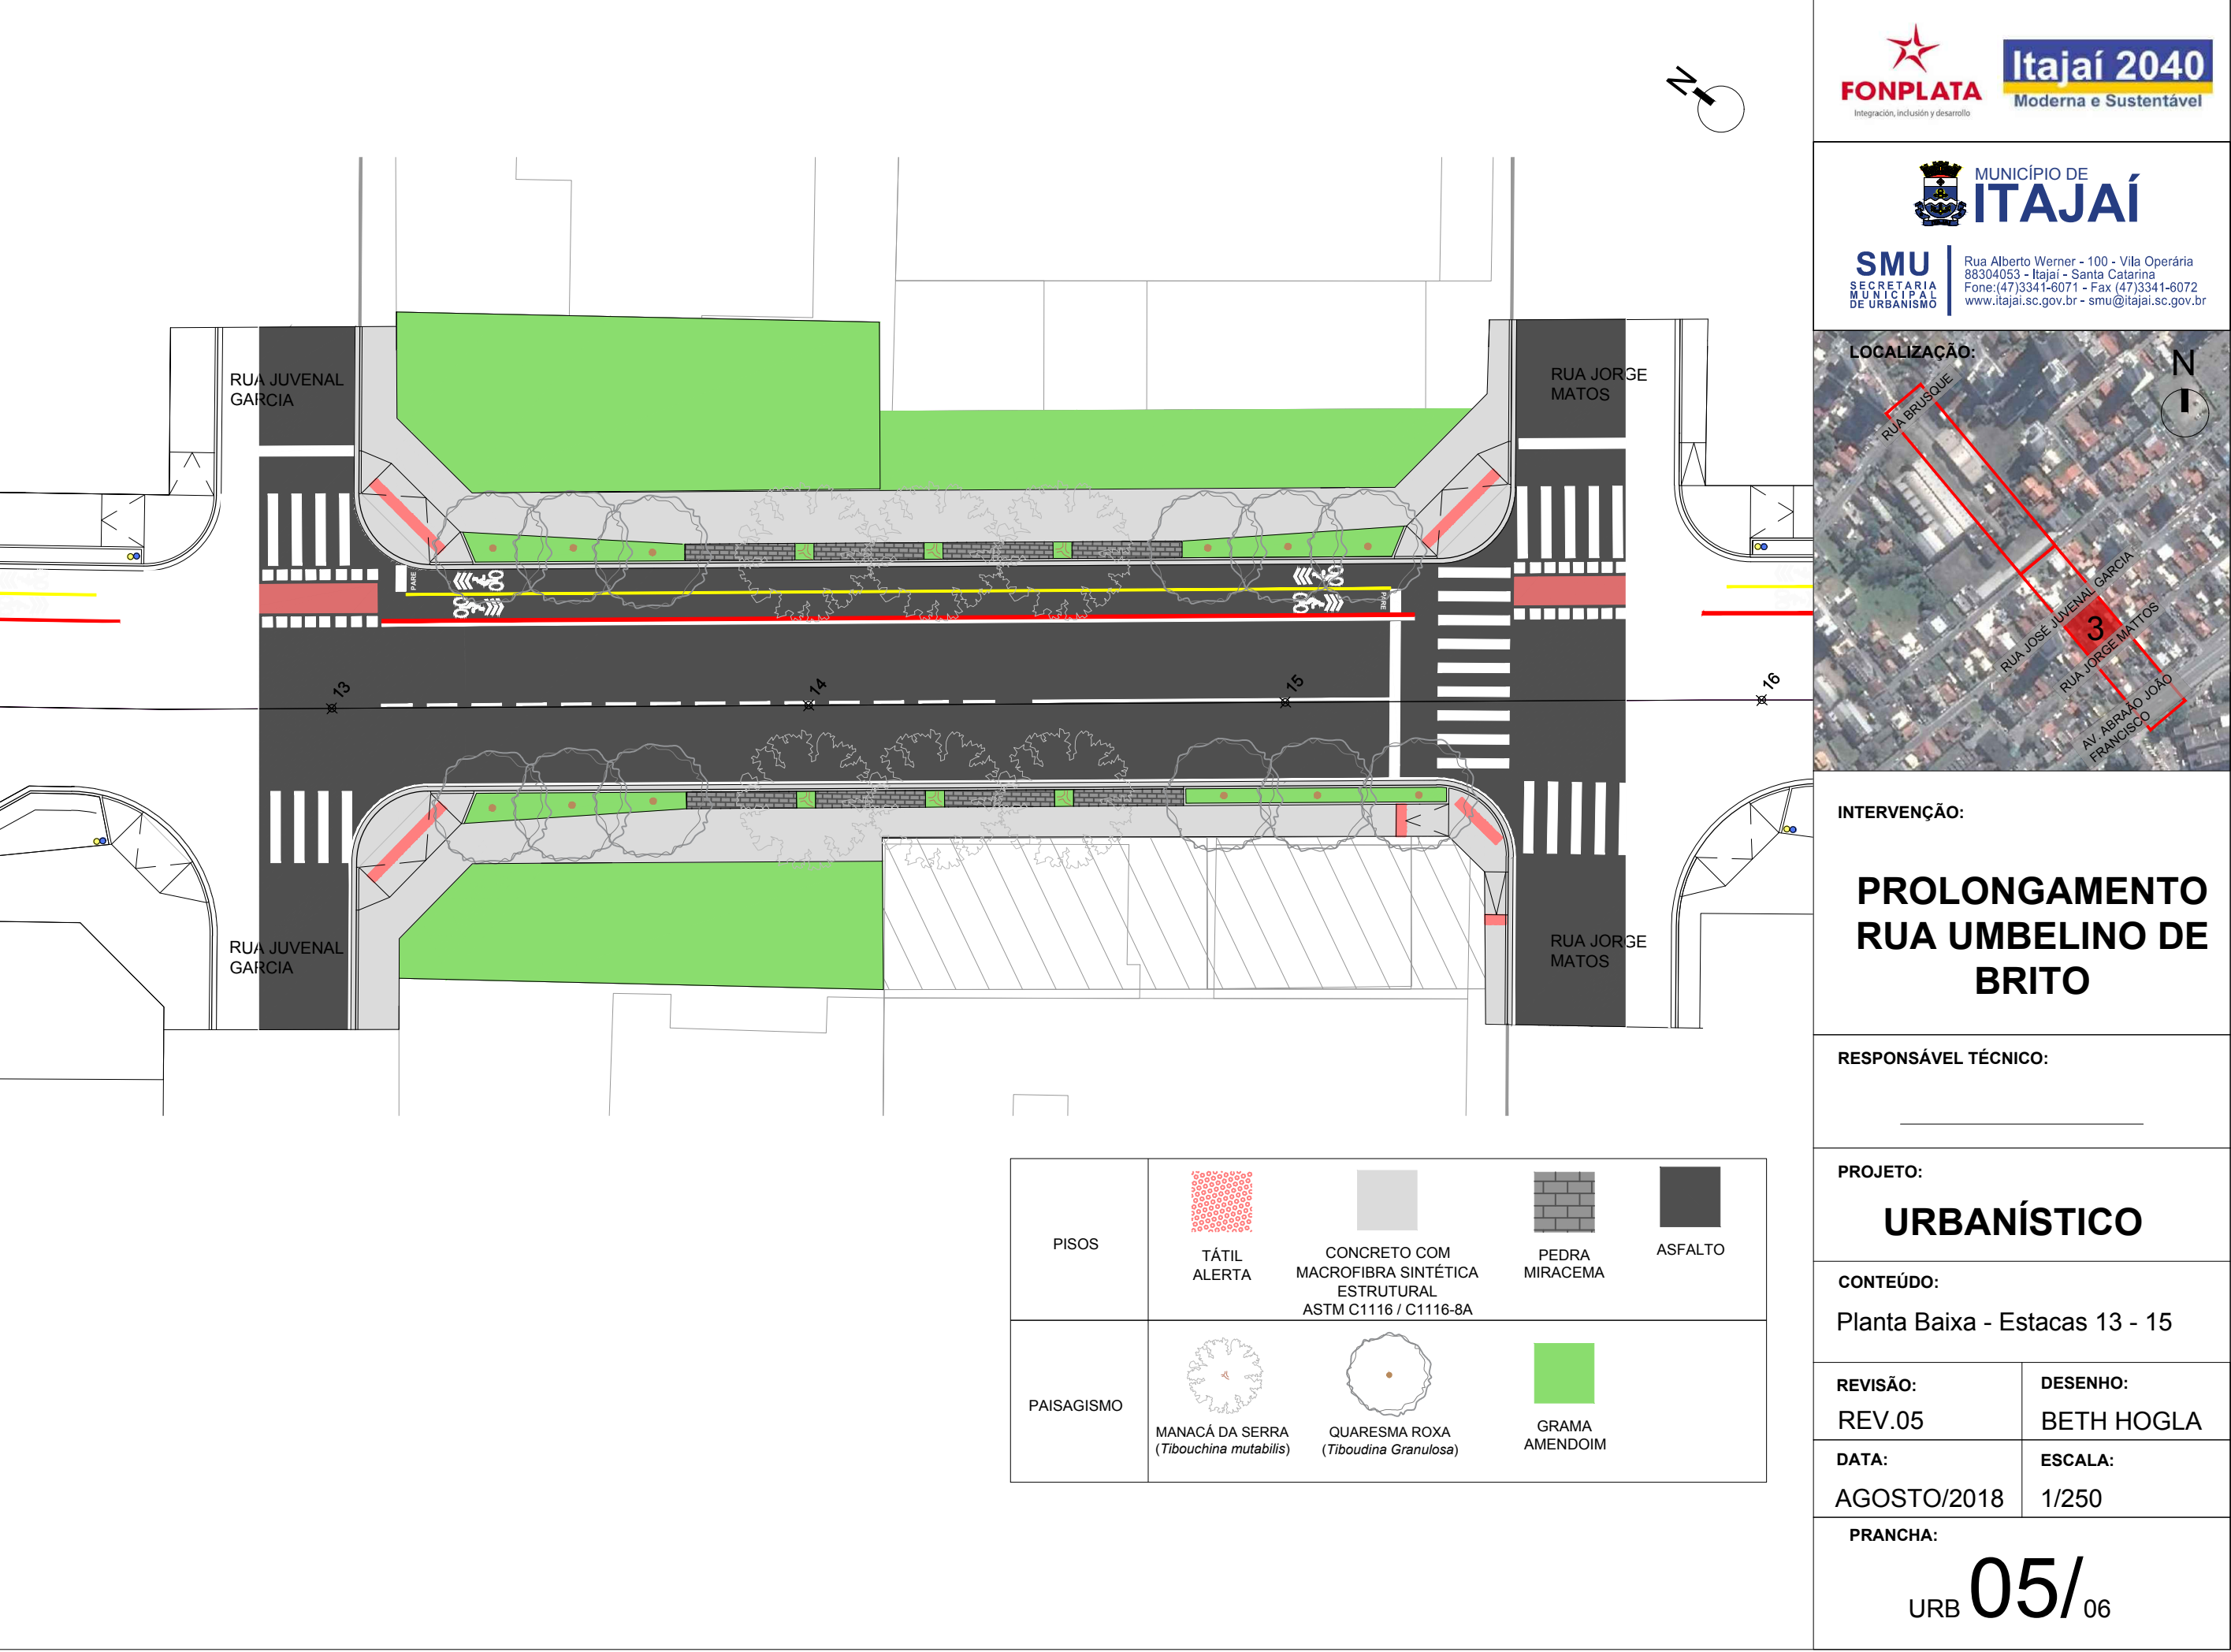 N
RUA JUVENAL
GARCIA
RUA JORGE
MATOS
PARE
PARE
13
14
15
16
RUA JUVENAL
GARCIA
RUA JORGE
MATOS
PISOS
TÁTIL
ALERTA
CONCRETO COM
MACROFIBRA SINTÉTICA
ESTRUTURAL
ASTM C1116 / C1116-8A
PEDRA
MIRACEMA
ASFALTO
PAISAGISMO
MANACÁ DA SERRA
(Tibouchina mutabilis)
QUARESMA ROXA
(Tiboudina Granulosa)
GRAMA
AMENDOIM
FONPLATA
Integración, inclusión y desarrollo
Itajaí 2040
Moderna e Sustentável
MUNICÍPIO DE
ITAJAÍ
SMU
SECRETARIA
MUNICIPAL
DE URBANISMO
Rua Alberto Werner - 100 - Vila Operária
88304053 - Itajaí - Santa Catarina
Fone:(47)3341-6071 - Fax (47)3341-6072
www.itajai.sc.gov.br - smu@itajai.sc.gov.br
LOCALIZAÇÃO:
N
RUA BRUSQUE
RUA JOSÉ JUVENAL GARCIA
3
RUA JORGE MATTOS
AV. ABRAÃO JOÃO
FRANCISCO
INTERVENÇÃO:
PROLONGAMENTO
RUA UMBELINO DE
BRITO
RESPONSÁVEL TÉCNICO:
PROJETO:
URBANÍSTICO
CONTEÚDO:
Planta Baixa - Estacas 13 - 15
REVISÃO:
REV.05
DESENHO:
BETH HOGLA
DATA:
AGOSTO/2018
ESCALA:
1/250
PRANCHA:
URB 05/06